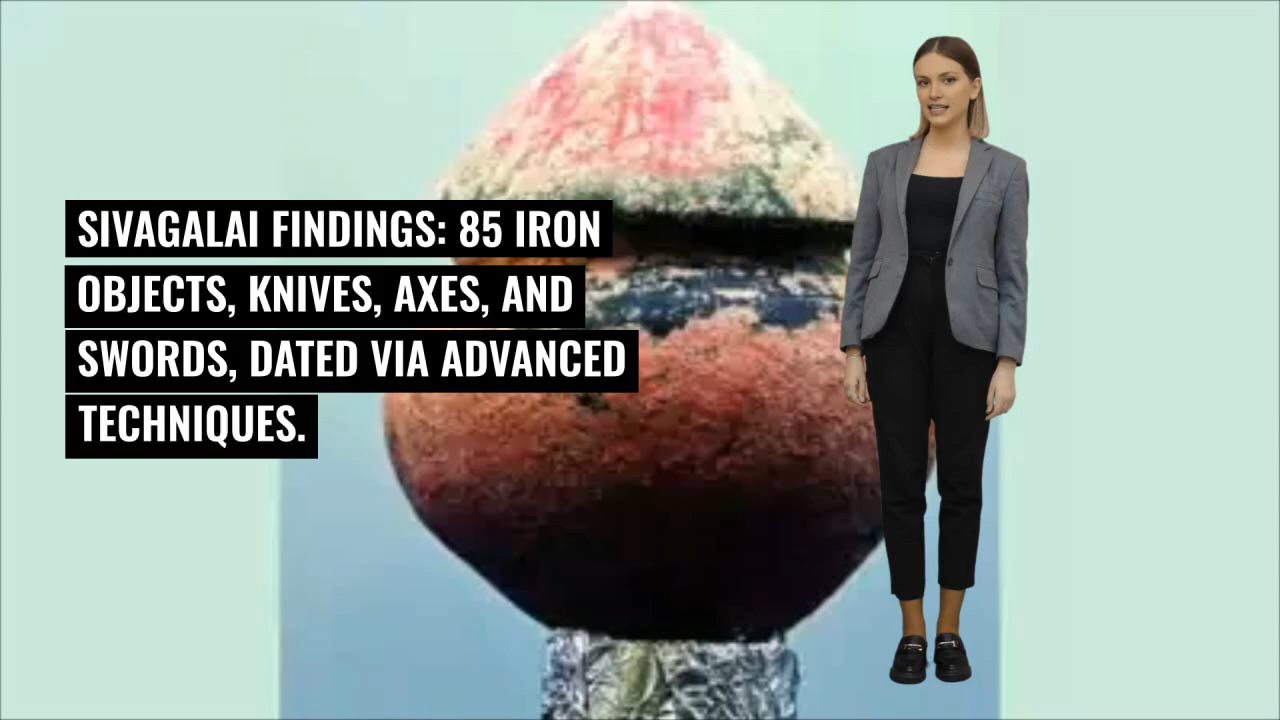 SIVAGALAI FINDINGS: 85 IRON
OBJECTS, KNIVES, AXES, AND
SWORDS, DATED VIA ADVANCED
TECHNIQUES.